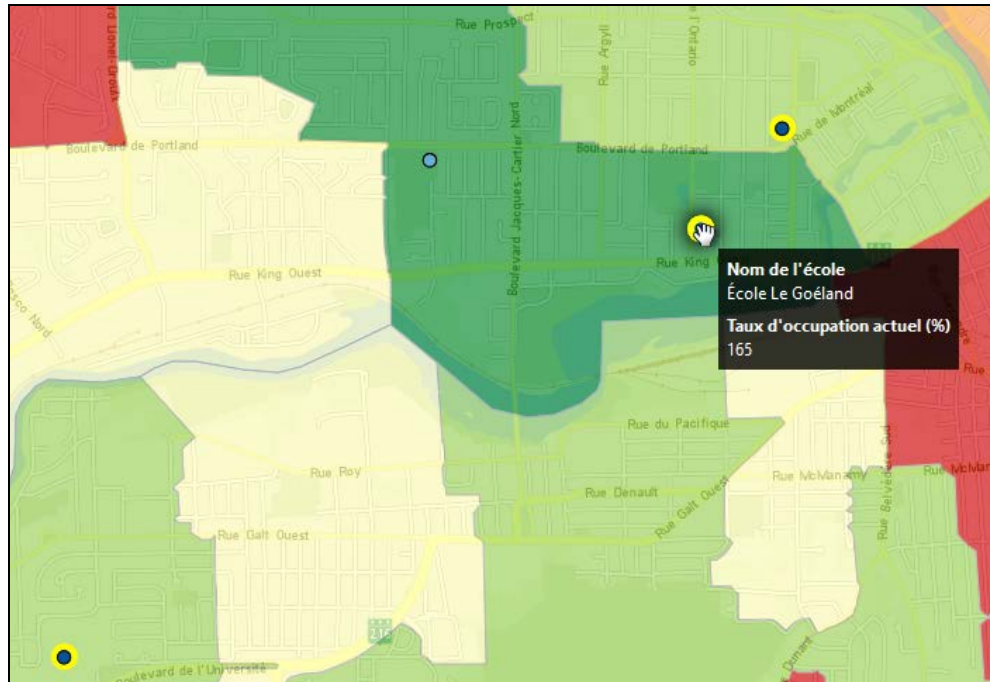 Rue Prospect
Rue Argyll
Boulevard Jacques-Cartier Nord
Rue de Montréal
Boulevard de Portland
Boulevard de Portland
Rue King Ouest
Rue King
Nom de l'école
École Le Goéland
Taux d'occupation actuel (%)
165
Rue du Pacifique
Rue Roy
Rue McManamy
Rue Denault
Rue Galt Ouest
Rue Belvédère Sud
Rue Galt Ouest
216
Boulevard de l'Université